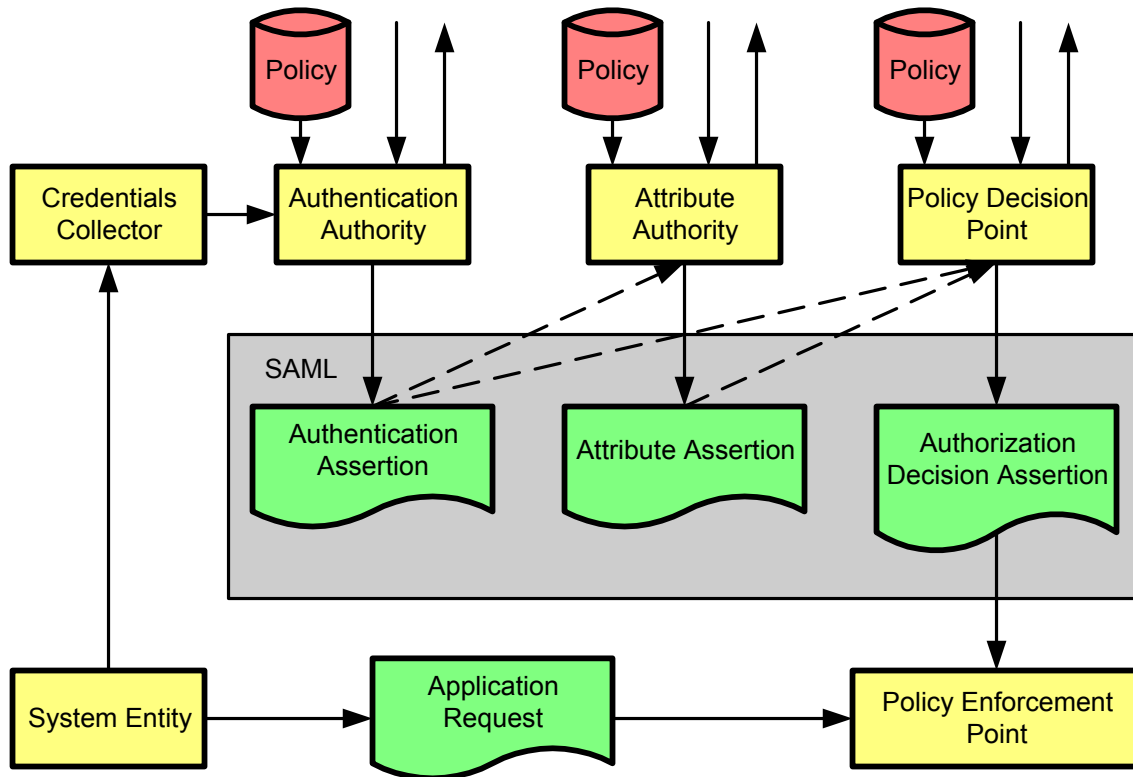 Policy
Policy
Policy
Credentials
Collector
Authentication
Authority
Attribute
Authority
Policy Decision
Point
SAML
Authentication
Assertion
Attribute Assertion
Authorization
Decision Assertion
System Entity
Application
Request
Policy Enforcement
Point